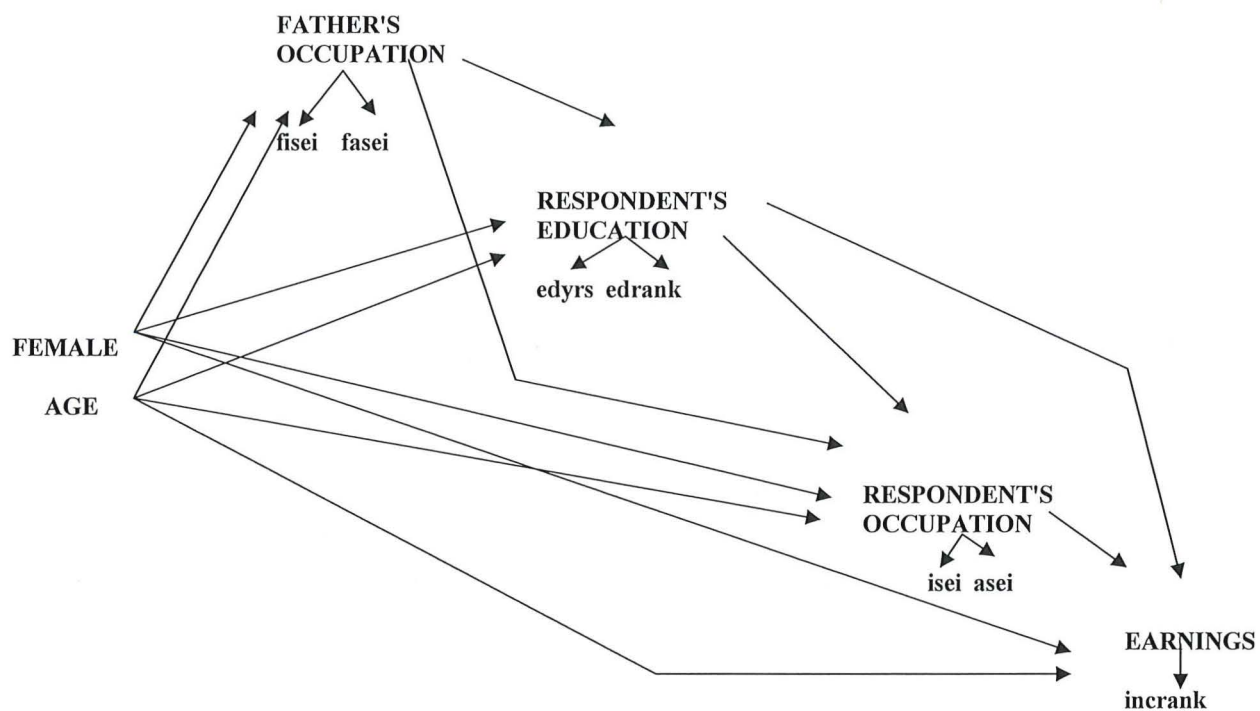 FATHER'S
OCCUPATION
fisei fasei
RESPONDENT'S
EDUCATION
edyrs edrank
FEMALE
AGE
RESPONDENT'S
OCCUPATION
isei asei
EARNINGS
incrank